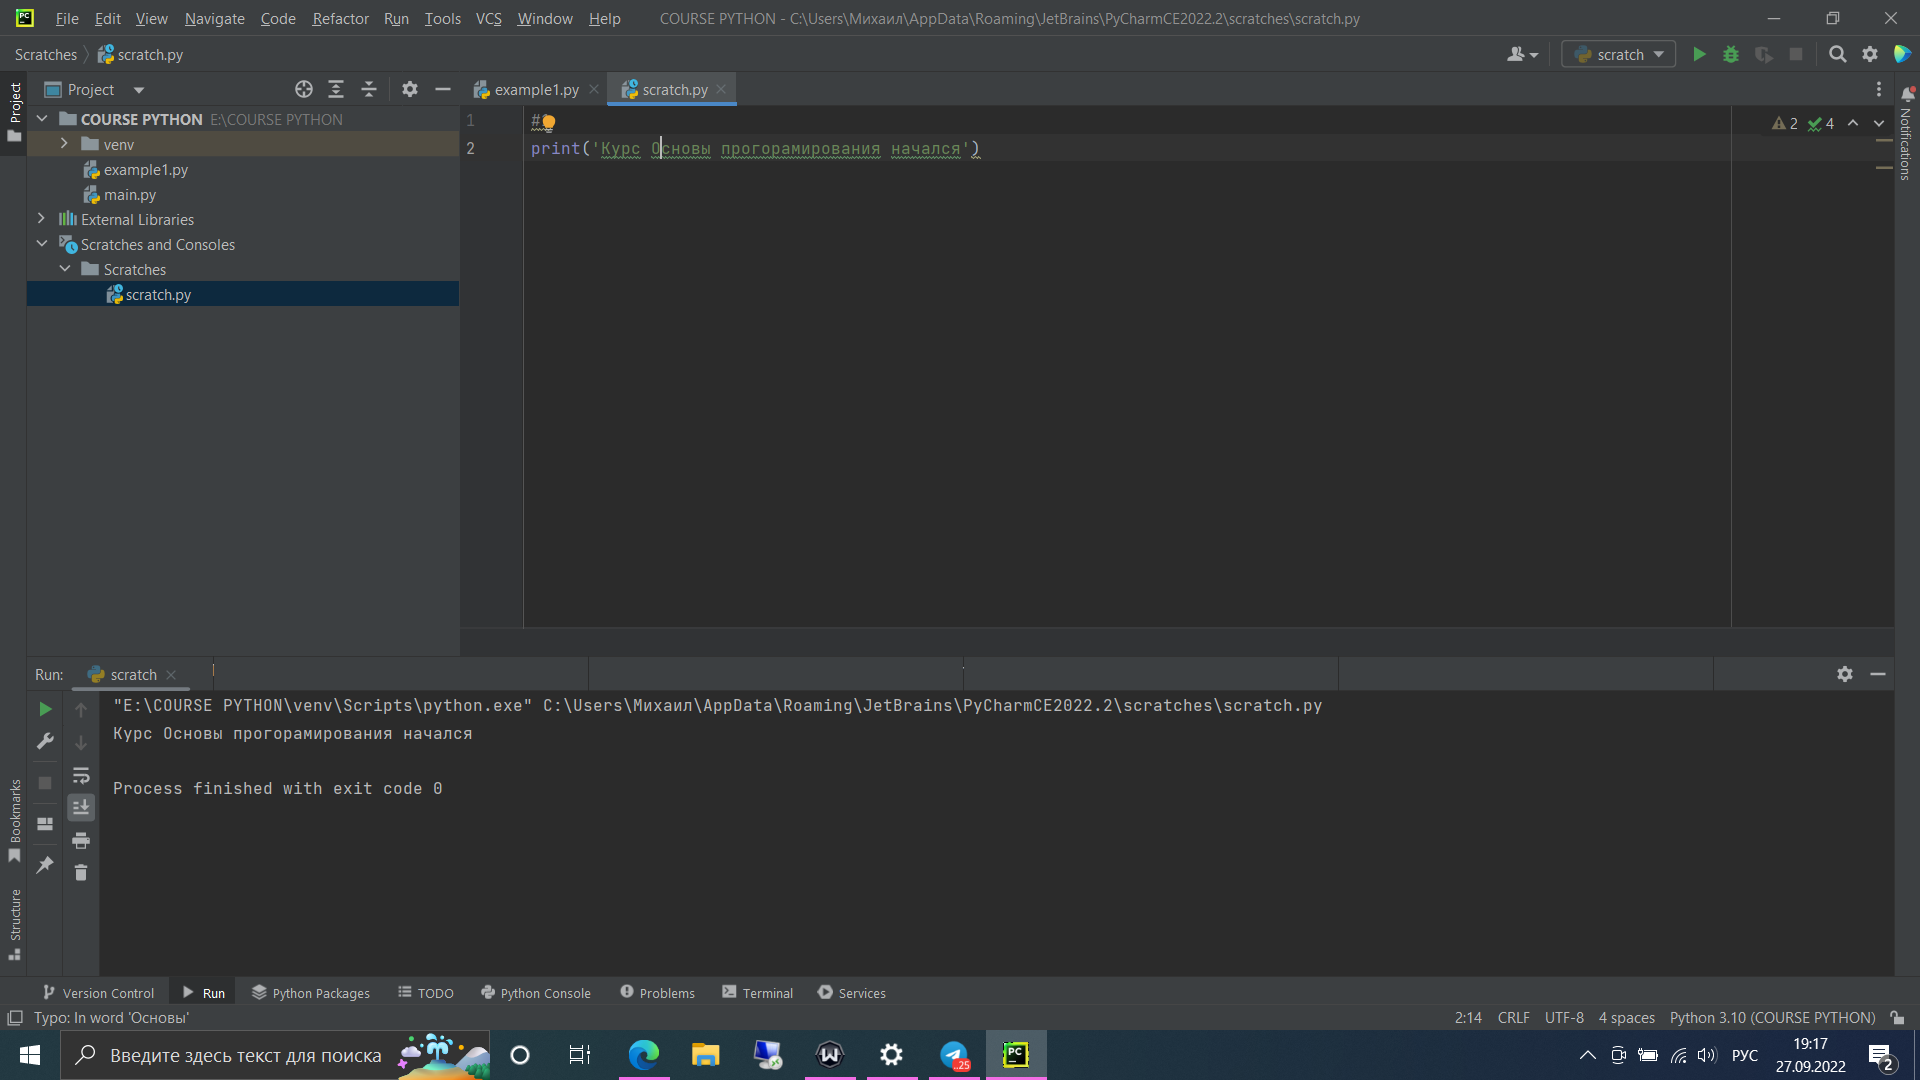 File Edit View Navigate Code Refactor Run Tools VCS Window Help COURSE PYTHON - C:\Users\Михаил\AppData\Roaming\JetBrains\PyCharmCE2022.2\scratches\scratch.py
Scratches scratch.py scratch
Project
Project
example1.py
scratch.py
COURSE PYTHON E:\COURSE PYTHON
venv
example1.py
main.py
External Libraries
Scratches and Consoles
Scratches
scratch.py
1 #
2 print('Курс Основы прогорамирования начался')
2 4
Notifications
Run: scratch
"E:\COURSE PYTHON\venv\Scripts\python.exe" C:\Users\Михаил\AppData\Roaming\JetBrains\PyCharmCE2022.2\scratches\scratch.py
Курс Основы прогорамирования начался
Process finished with exit code 0
Bookmarks
Structure
Version Control Run Python Packages TODO Python Console Problems Terminal Services
Typo: In word 'Основы' 2:14 CRLF UTF-8 4 spaces Python 3.10 (COURSE PYTHON)
Введите здесь текст для поиска
PC
..25
РУС
19:17
27.09.2022
2